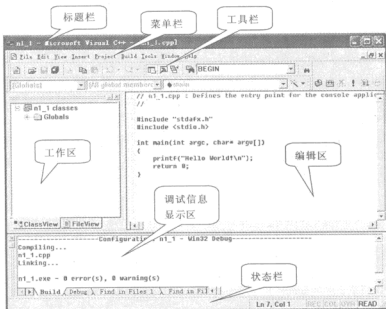 标题栏
菜单栏
工具栏
n1_1 - Microsoft Visual C++ - [n1_1.cpp]
File Edit View Insert Project Build Tools Window Help
BEGIN
(Globals) [All global members main
n1_1 classes
Globals
工作区
ClassView FileView
// n1_1.cpp : Defines the entry point for the console applic
//
#include "stdafx.h"
#include <stdio.h>
int main(int argc, char* argv[])
{
printf("Hello World!\n");
return 0;
}
编辑区
调试信息
显示区
Configuration: n1_1 - Win32 Debug
Compiling...
n1_1.cpp
Linking...
n1_1.exe - 0 error(s), 0 warning(s)
Build Debug Find in Files 1 Find in Fi
状态栏
Ln 7, Col 1 REC COL OVR READ